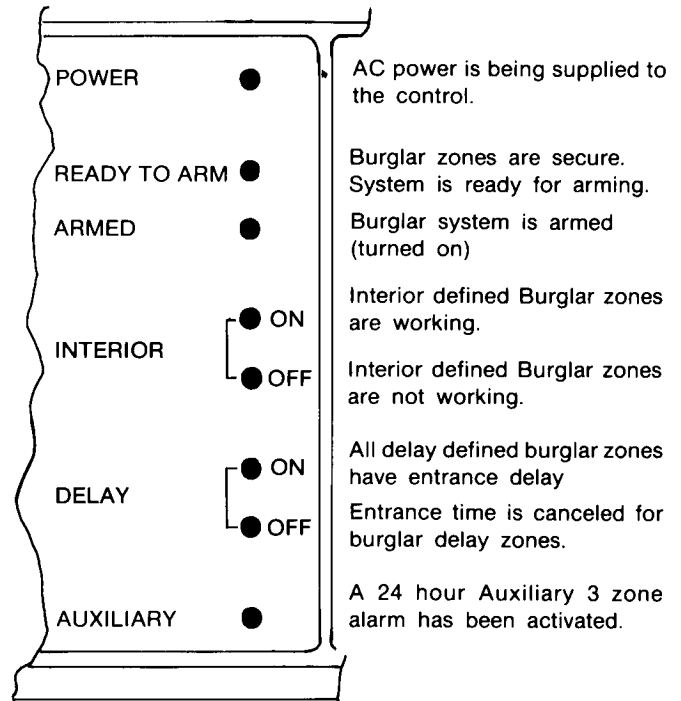 POWER
AC power is being supplied to
the control.
READY TO ARM
Burglar zones are secure.
System is ready for arming.
ARMED
Burglar system is armed
(turned on)
INTERIOR
ON
Interior defined Burglar zones
are working.
OFF
Interior defined Burglar zones
are not working.
DELAY
ON
All delay defined burglar zones
have entrance delay
OFF
Entrance time is canceled for
burglar delay zones.
AUXILIARY
A 24 hour Auxiliary 3 zone
alarm has been activated.